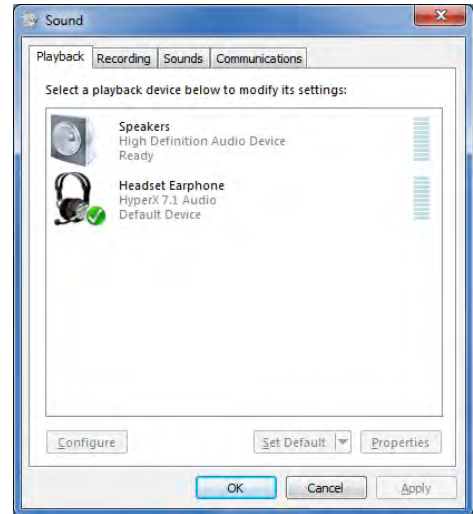 Sound
Playback Recording Sounds Communications
Select a playback device below to modify its settings:
Speakers
High Definition Audio Device
Ready
Headset Earphone
HyperX 7.1 Audio
Default Device
Configure Set Default Properties
OK Cancel Apply